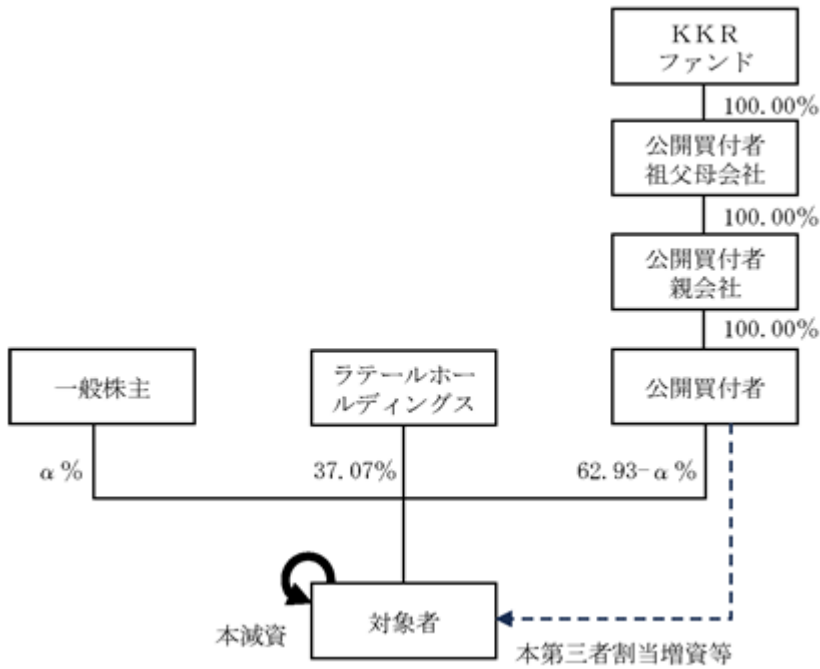 ＫＫＲ
ファンド
100.00%
公開買付者
祖父母会社
100.00%
公開買付者
親会社
100.00%
一般株主
ラテールホー
ルディングス
公開買付者
α%
37.07%
62.93-α%
本減資
対象者
本第三者割当増資等